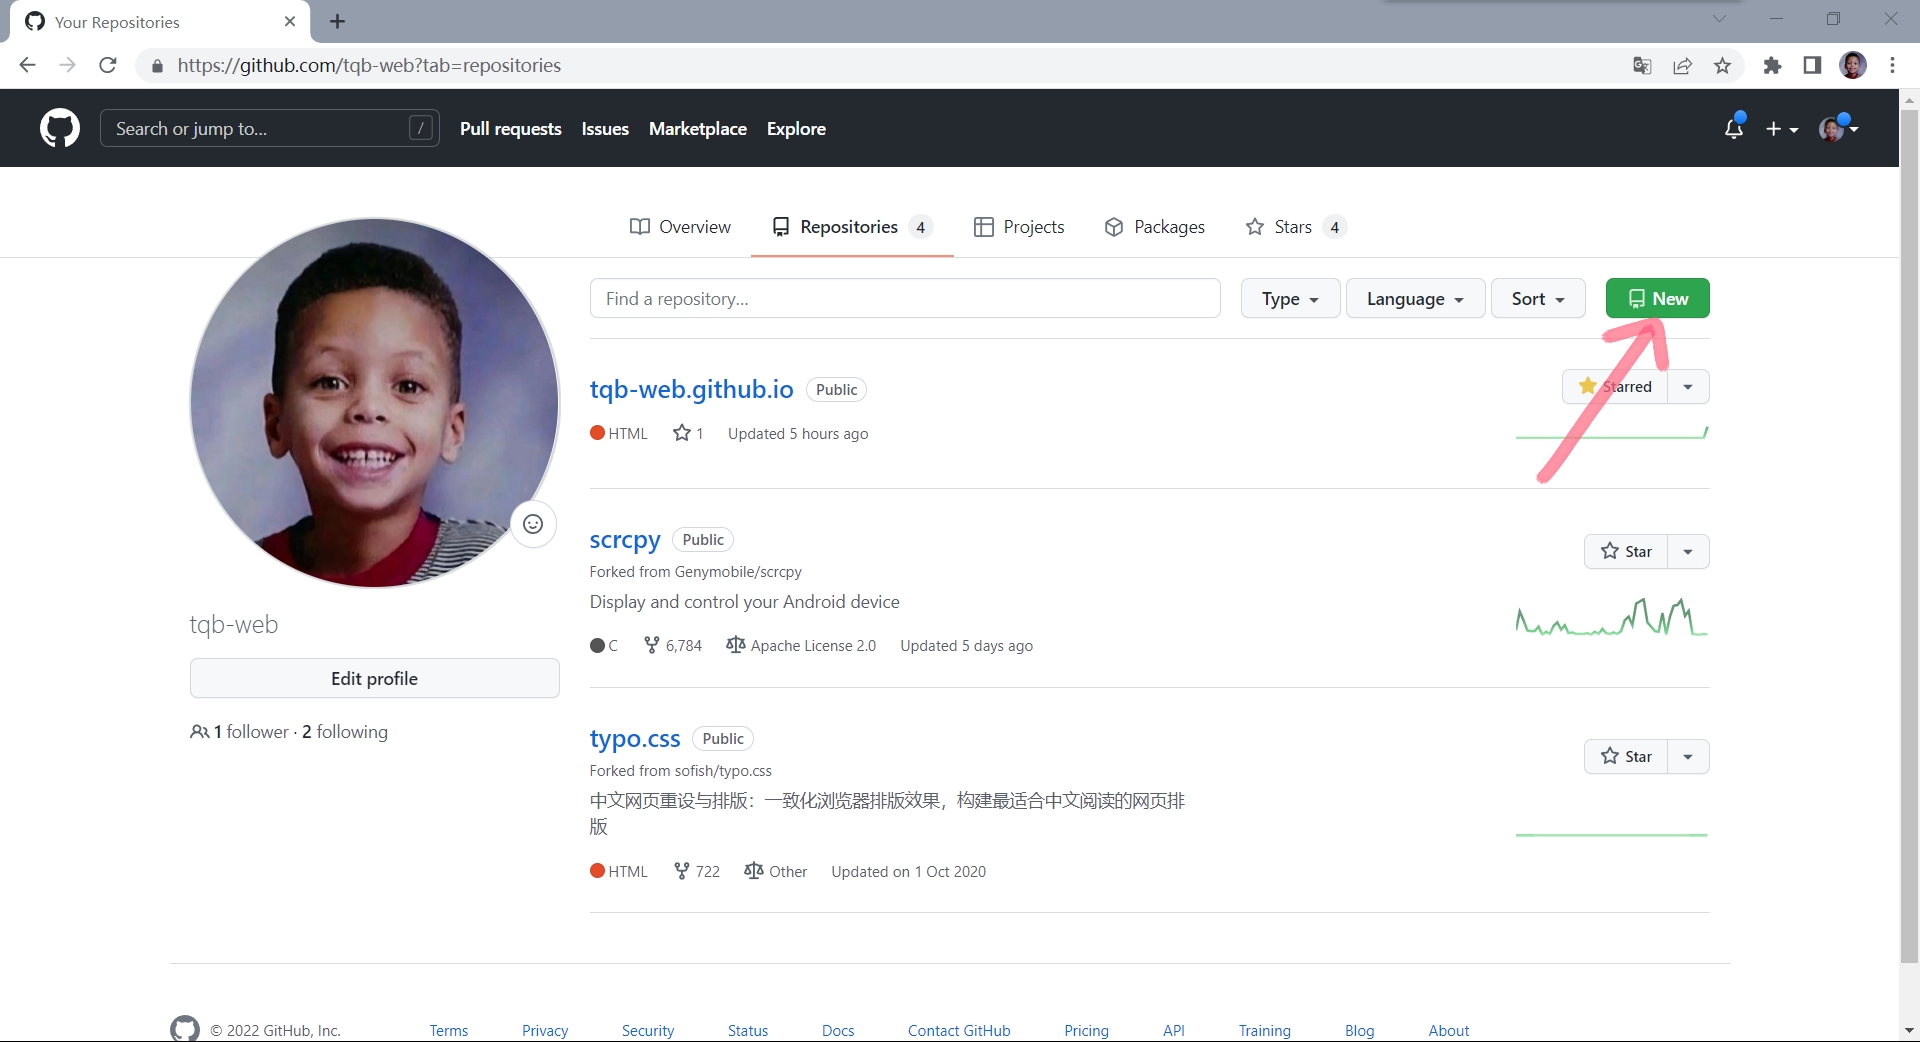 Your Repositories
https://github.com/tqb-web?tab=repositories
Search or jump to...
/
Pull requests
Issues
Marketplace
Explore
Overview
Repositories 4
Projects
Packages
Stars 4
Find a repository...
Type
Language
Sort
New
tqb-web.github.io Public
Starred
HTML 1 Updated 5 hours ago
scrcpy Public
Star
Forked from Genymobile/scrcpy
Display and control your Android device
C 6,784 Apache License 2.0 Updated 5 days ago
tqb-web
Edit profile
1 follower · 2 following
typo.css Public
Star
Forked from sofish/typo.css
中文网页重设与排版：一致化浏览器排版效果，构建最适合中文阅读的网页排
版
HTML 722 Other Updated on 1 Oct 2020
© 2022 GitHub, Inc.
Terms
Privacy
Security
Status
Docs
Contact GitHub
Pricing
API
Training
Blog
About